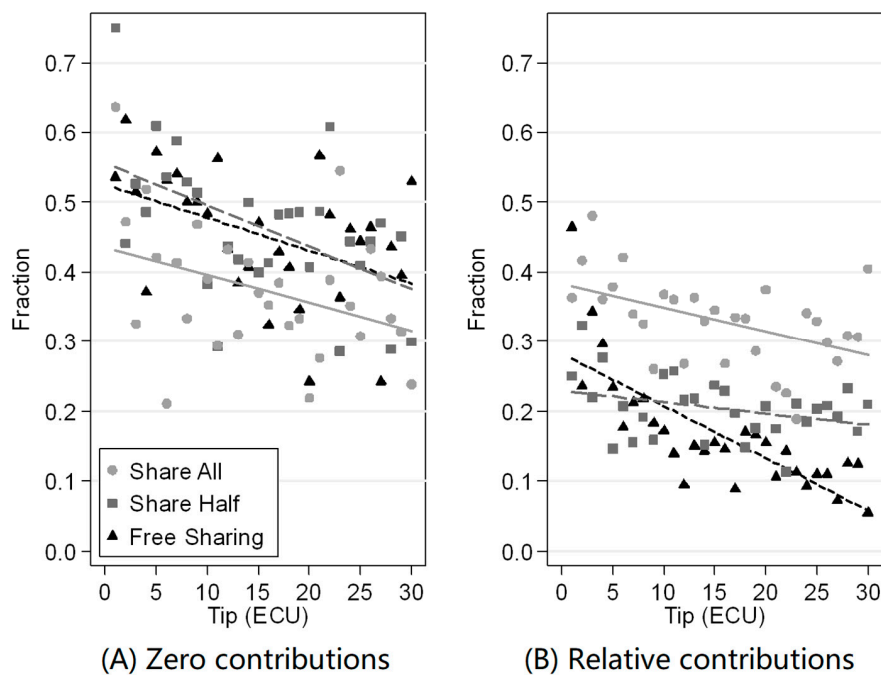 Fraction
0.7
0.6
0.5
0.4
0.3
0.2
0.1
0.0
Share All
Share Half
Free Sharing
0 5 10 15 20 25 30
Tip (ECU)
(A) Zero contributions
Fraction
0.7
0.6
0.5
0.4
0.3
0.2
0.1
0.0
0 5 10 15 20 25 30
Tip (ECU)
(B) Relative contributions